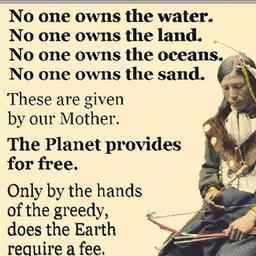 No one owns the water.
No one owns the land.
No one owns the oceans.
No one owns the sand.
These are given
by our Mother.
The Planet provides
for free.
Only by the hands
of the greedy,
does the Earth
require a fee.